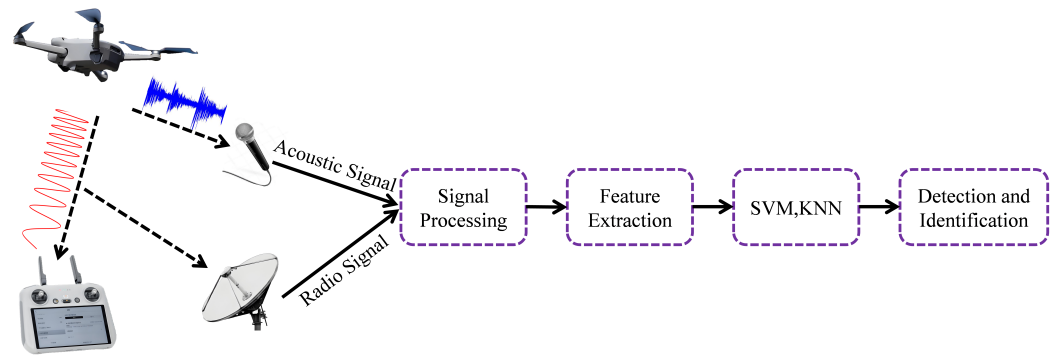 Acoustic Signal
Radio Signal
Signal
Processing
Feature
Extraction
SVM,KNN
Detection and
Identification